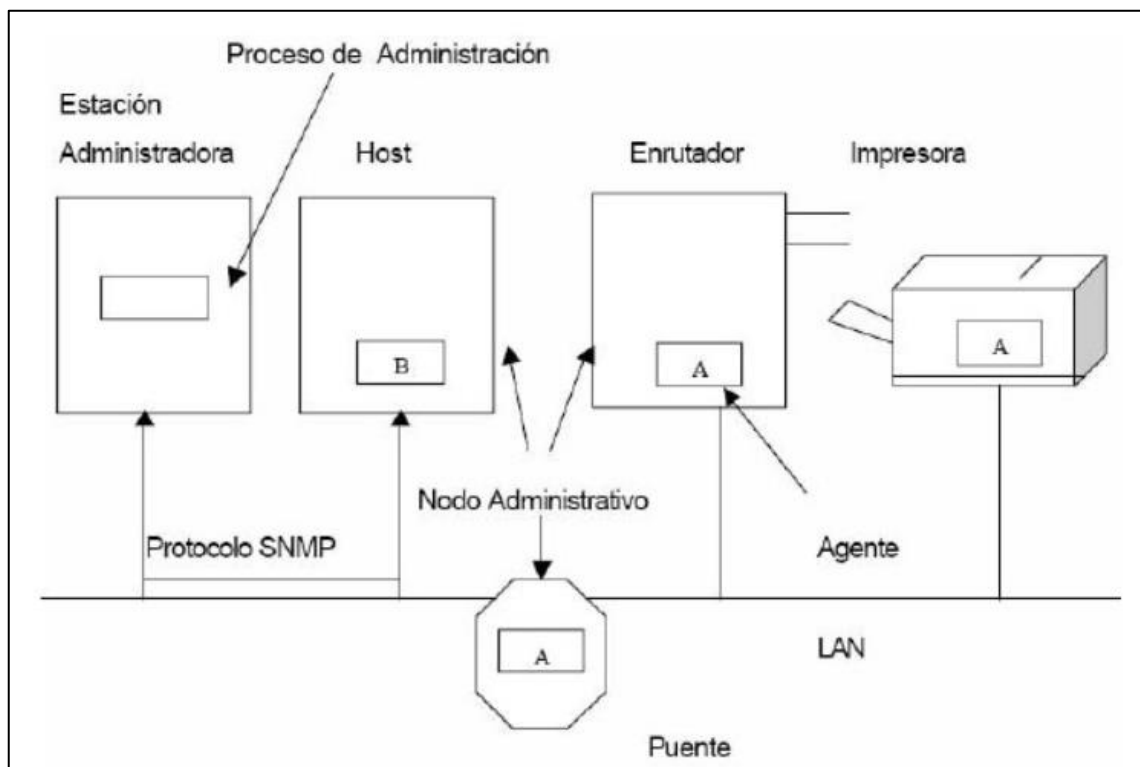 Proceso de Administración
Estación
Administradora
Host
Enrutador
Impresora
B
A
A
Nodo Administrativo
Protocolo SNMP
Agente
A
LAN
Puente